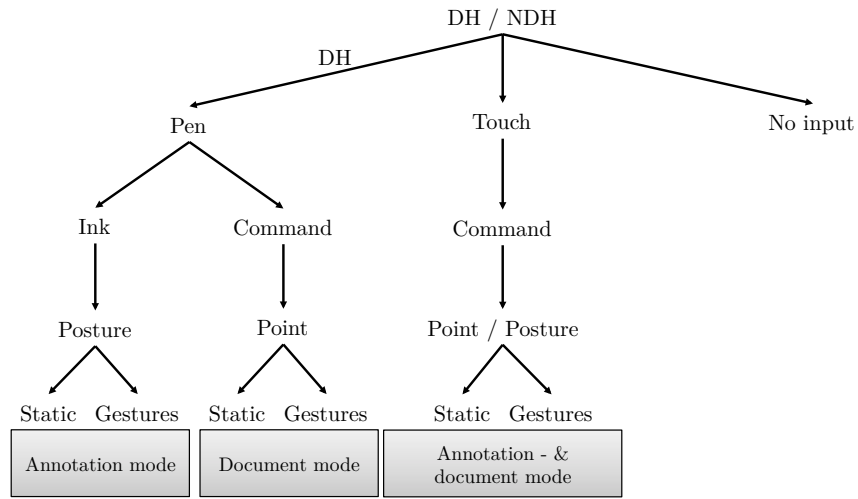 DH / NDH
DH
Pen
Touch
No input
Ink
Command
Command
Posture
Point
Point / Posture
Static Gestures
Static Gestures
Static Gestures
Annotation mode
Document mode
Annotation - &
document mode